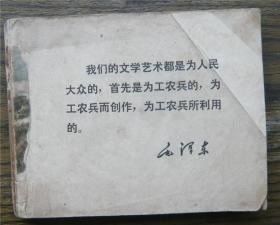 我们的文学艺术都是为人民
大众的，首先是为工农兵的，为
工农兵而创作，为工农兵所利用
的。
毛泽东